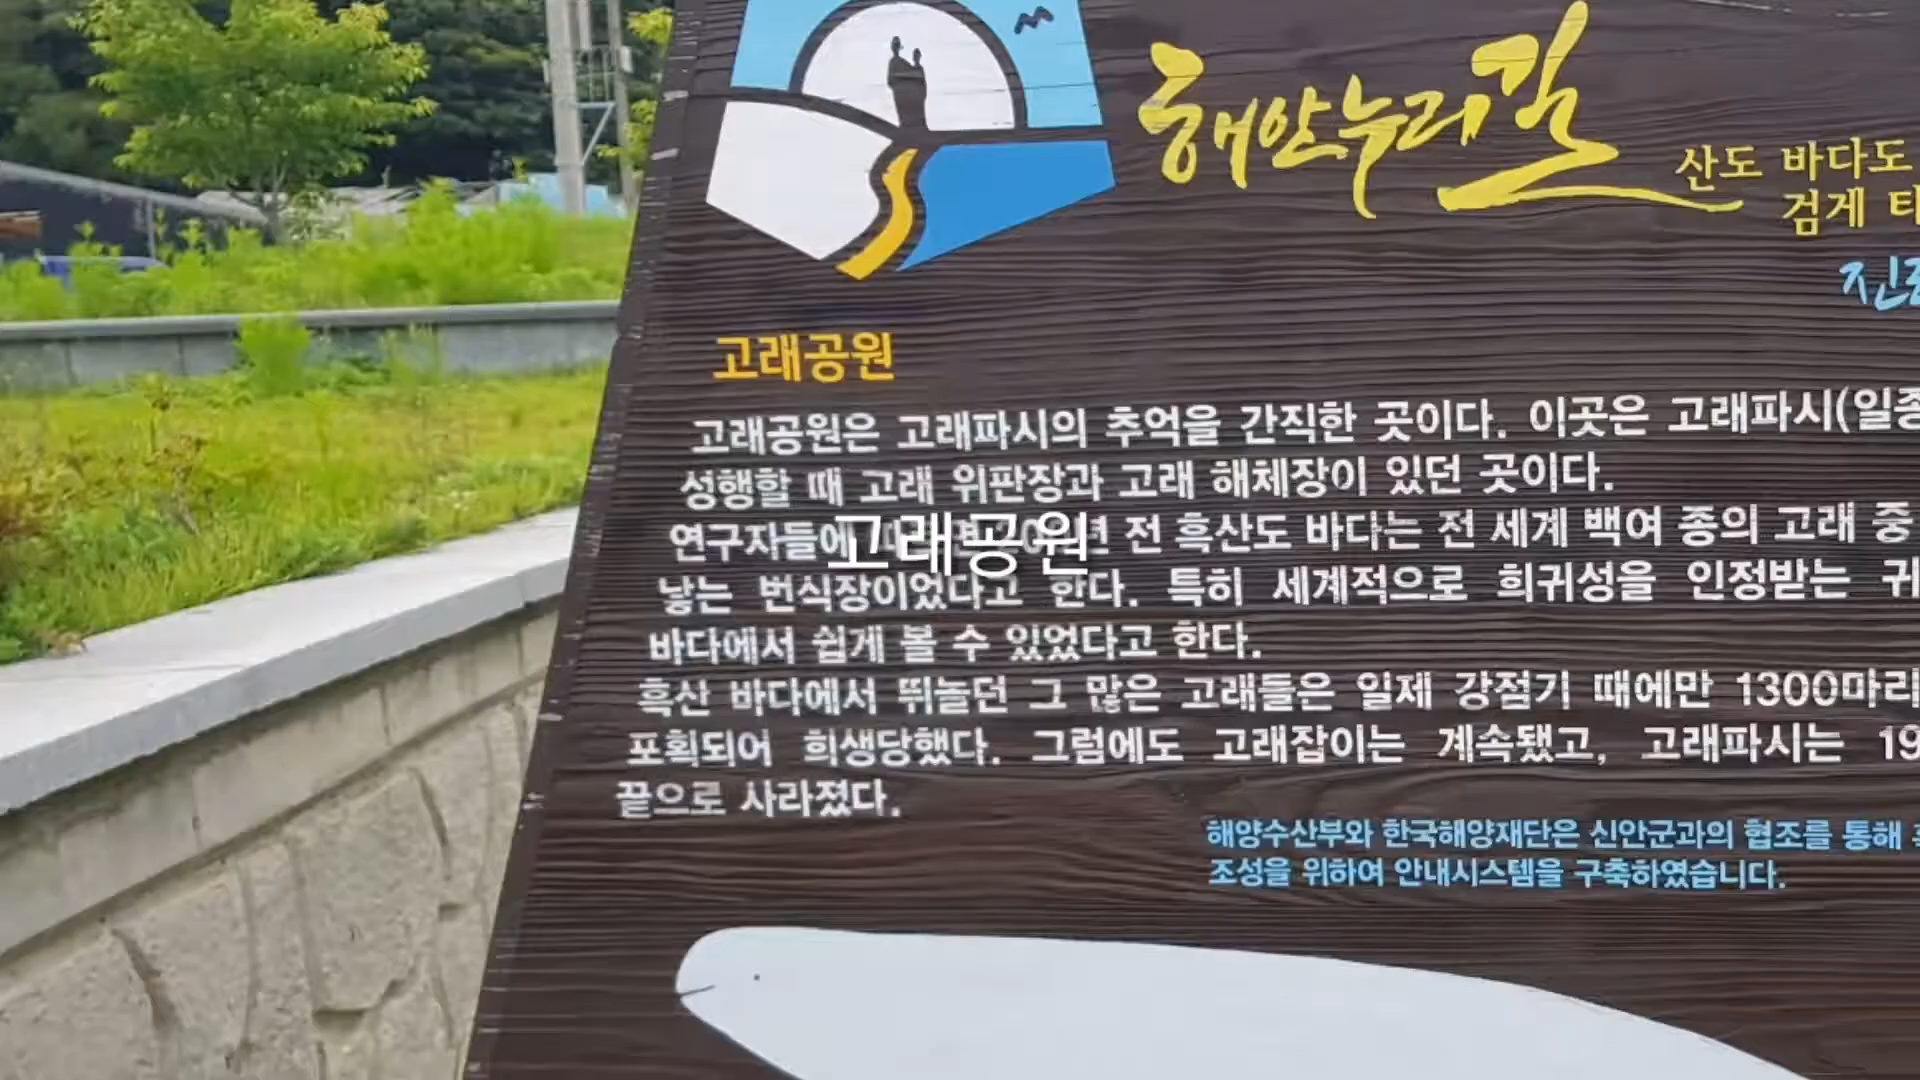 해안누리길
산도 바다도
검게
고래공원
고래공원은 고래파시의 추억을 간직한 곳이다. 이곳은 고래파시(일종
성행할 때 고래 위판장과 고래 해체장이 있던 곳이다.
연구자들에 전 흑산도 바다는 전 세계 백여 종의 고래 중
고래공원
낳는 번식장이었다고 한다. 특히 세계적으로 희귀성을 인정받는 귀
바다에서 쉽게 볼 수 있었다고 한다.
흑산 바다에서 뛰놀던 그 많은 고래들은 일제 강점기 때에만 1300마리
포획되어 희생당했다. 그럼에도 고래잡이는 계속됐고, 고래파시는 19
끝으로 사라졌다.
해양수산부와 한국해양재단은 신안군과의 협조를 통해
조성을 위하여 안내시스템을 구축하였습니다.